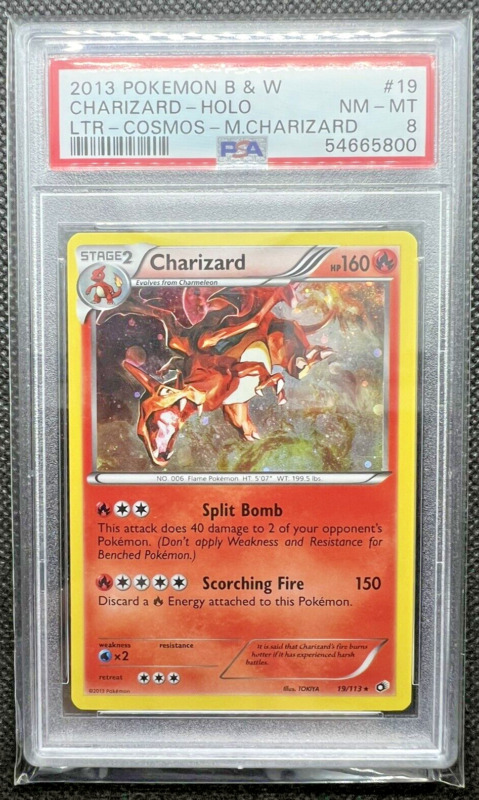 2013 POKEMON B & W #19
CHARIZARD-HOLO NM-MT
LTR-COSMOS-M.CHARIZARD 8
PSA 54665800
STAGE2 Charizard HP160
Evolves from Charmeleon
NO. 006 Flame Pokémon HT: 5'07" WT: 199.5 lbs.
Split Bomb
This attack does 40 damage to 2 of your opponent's
Pokémon. (Don't apply Weakness and Resistance for
Benched Pokémon.)
Scorching Fire 150
Discard a Energy attached to this Pokémon.
weakness resistance
×2
retreat
It is said that Charizard's fire burns
hotter if it has experienced harsh
battles.
©2013 Pokémon Illus. TOKIYA 19/113 ★